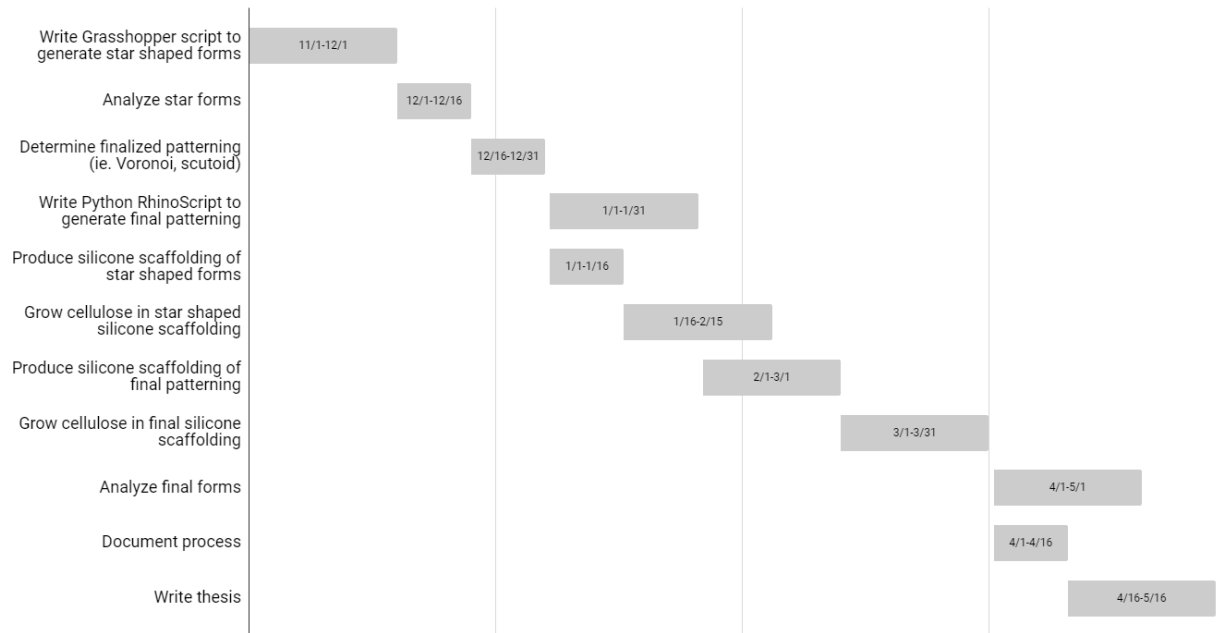 Write Grasshopper script to
generate star shaped forms
11/1-12/1
Analyze star forms
12/1-12/16
Determine finalized patterning
(ie. Voronoi, scutoid)
12/16-12/31
Write Python RhinoScript to
generate final patterning
1/1-1/31
Produce silicone scaffolding of
star shaped forms
1/1-1/16
Grow cellulose in star shaped
silicone scaffolding
1/16-2/15
Produce silicone scaffolding of
final patterning
2/1-3/1
Grow cellulose in final silicone
scaffolding
3/1-3/31
Analyze final forms
4/1-5/1
Document process
4/1-4/16
Write thesis
4/16-5/16